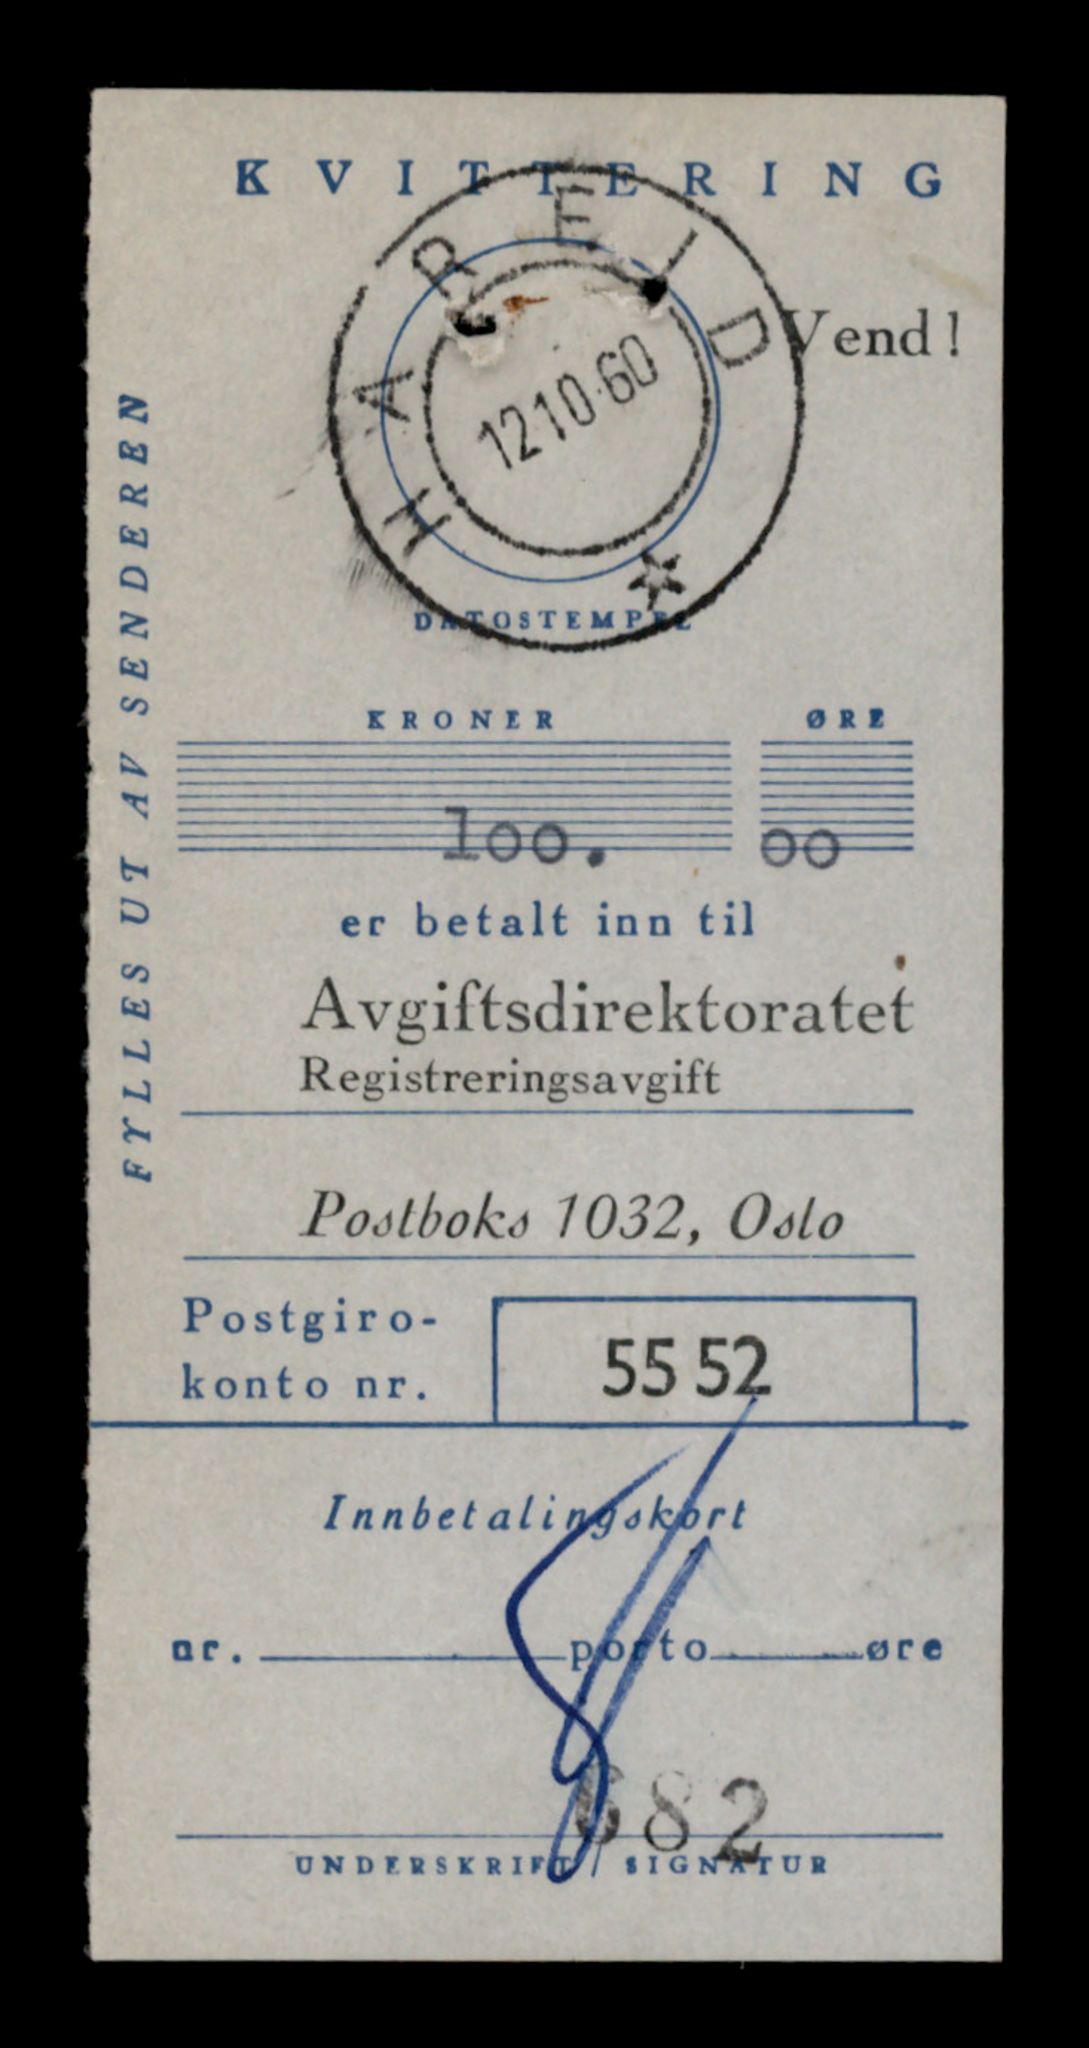 KVITTERING
HAREID
Vend!
12.10.60
DATOSTEMPEL
FYLLES UT AV SENDEREN
KRONER ØRE
100. 00
er betalt inn til
Avgiftsdirektoratet
Registreringsavgift
Postboks 1032, Oslo
Postgiro-
konto nr.
55 52
Innbetalingskort
nr. porto øre
682
UNDERSKRIFT / SIGNATUR